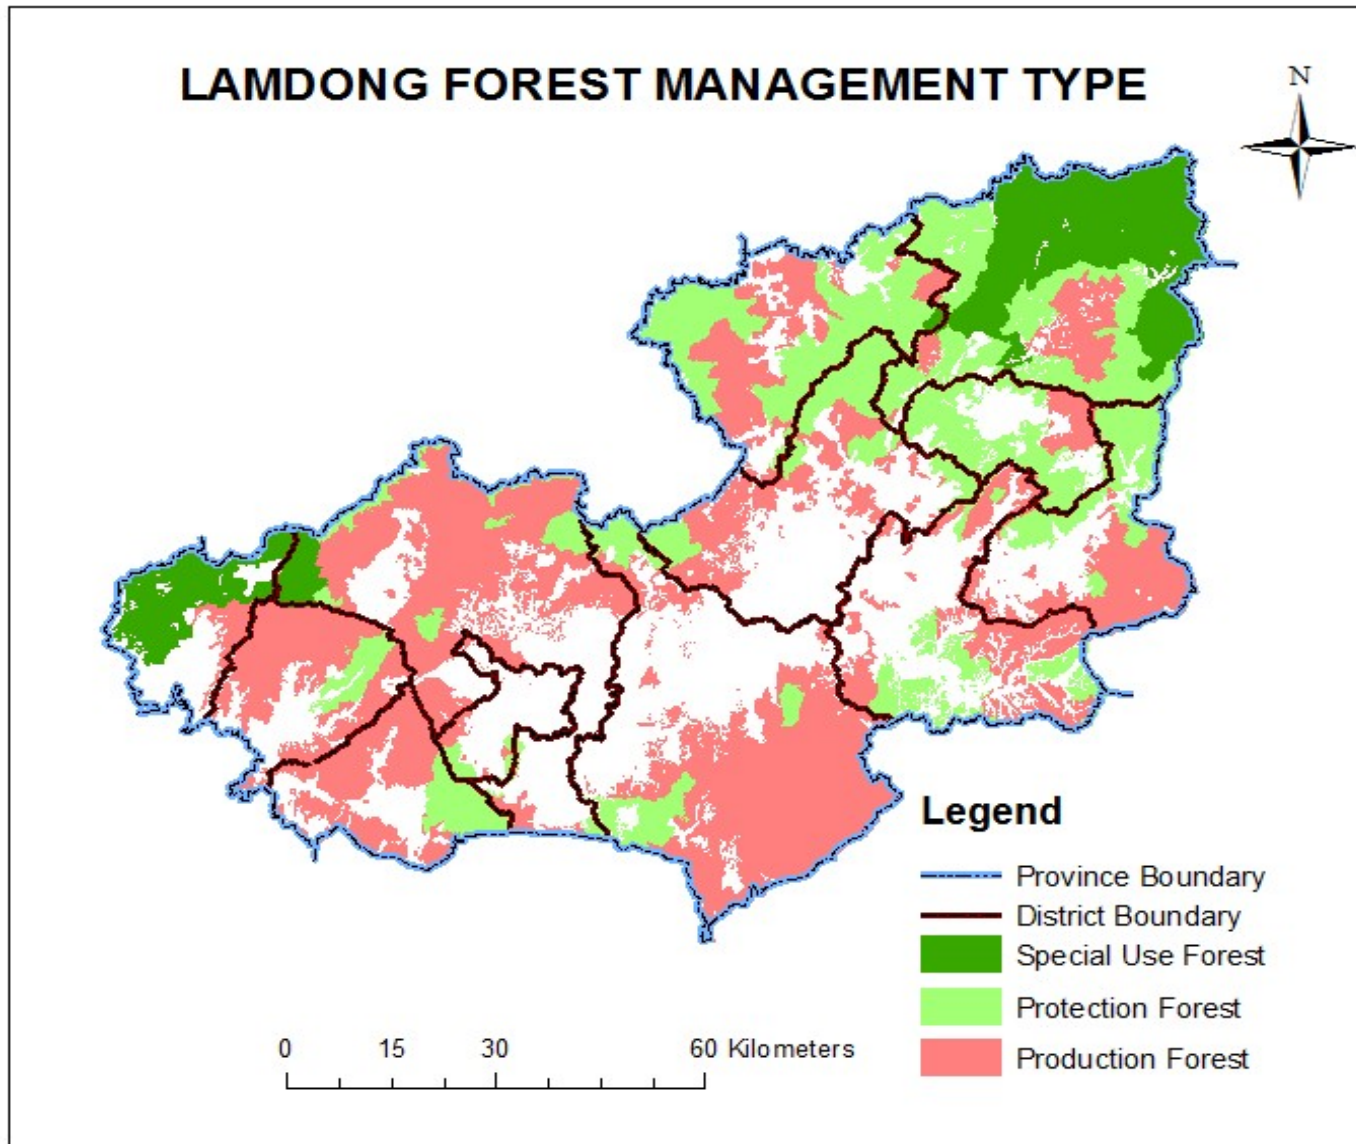 LAMDONG FOREST MANAGEMENT TYPE
N
Legend
Province Boundary
District Boundary
Special Use Forest
Protection Forest
Production Forest
0 15 30 60 Kilometers